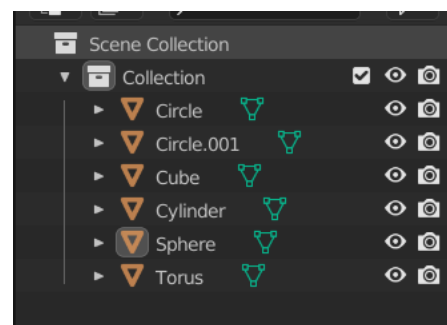 Scene Collection
Collection
Circle
Circle.001
Cube
Cylinder
Sphere
Torus